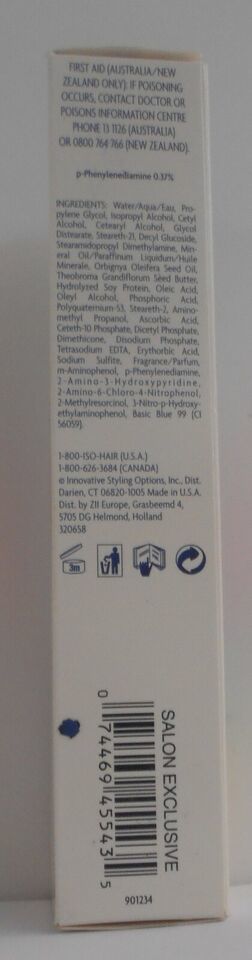 FIRST AID (AUSTRALIA/NEW
ZEALAND ONLY): IF POISONING
OCCURS, CONTACT DOCTOR OR
POISONS INFORMATION CENTRE
PHONE 13 1126 (AUSTRALIA)
OR 0800 764 766 (NEW ZEALAND).
p-Phenylenediamine 0.37%
INGREDIENTS: Water/Aqua/Eau, Pro-
pylene Glycol, Isopropyl Alcohol, Cetyl
Alcohol, Cetearyl Alcohol, Glycol
Distearate, Steareth-21, Decyl Glucoside,
Stearamidopropyl Dimethylamine, Min-
eral Oil/Paraffinum Liquidum/Huile
Minerale, Orbignya Oleifera Seed Oil,
Theobroma Grandiflorum Seed Butter,
Hydrolyzed Soy Protein, Oleic Acid,
Oleyl Alcohol, Phosphoric Acid,
Polyquaternium-53, Steareth-2, Amino-
methyl Propanol, Ascorbic Acid,
Ceteth-10 Phosphate, Dicetyl Phosphate,
Dimethicone, Disodium Phosphate,
Tetrasodium EDTA, Erythorbic Acid,
Sodium Sulfite, Fragrance/Parfum,
m-Aminophenol, p-Phenylenediamine,
2-Amino-3-Hydroxypyridine,
2-Amino-6-Chloro-4-Nitrophenol,
2-Methylresorcinol, 3-Nitro-p-Hydroxy-
ethylaminophenol, Basic Blue 99 (CI
56059).
1-800-ISO-HAIR (U.S.A.)
1-800-626-3684 (CANADA)
© Innovative Styling Options, Inc., Dist.
Darien, CT 06820-1005 Made in U.S.A.
Dist. by ZII Europe, Grasbeemd 4,
5705 DG Helmond, Holland
320658
3m
SALON EXCLUSIVE
0 74469 45543 5
901234